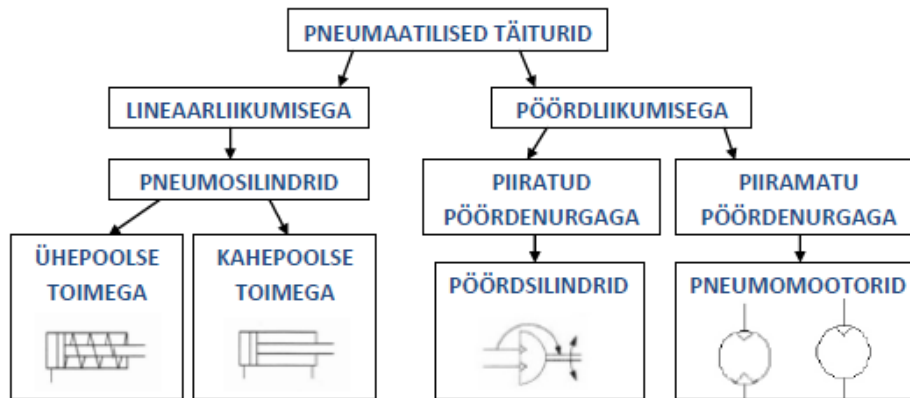 PNEUMAATILISED TÄITURID
LINEAARLIIKUMISEGA
PÖÖRDLIIKUMISEGA
PNEUMOSILINDRID
PIIRATUD
PÖÖRDENURGAGA
PIIRAMATU
PÖÖRDENURGAGA
ÜHEPOOLSE
TOIMEGA
KAHEPOOLSE
TOIMEGA
PÖÖRDSILINDRID
PNEUMOMOOTORID